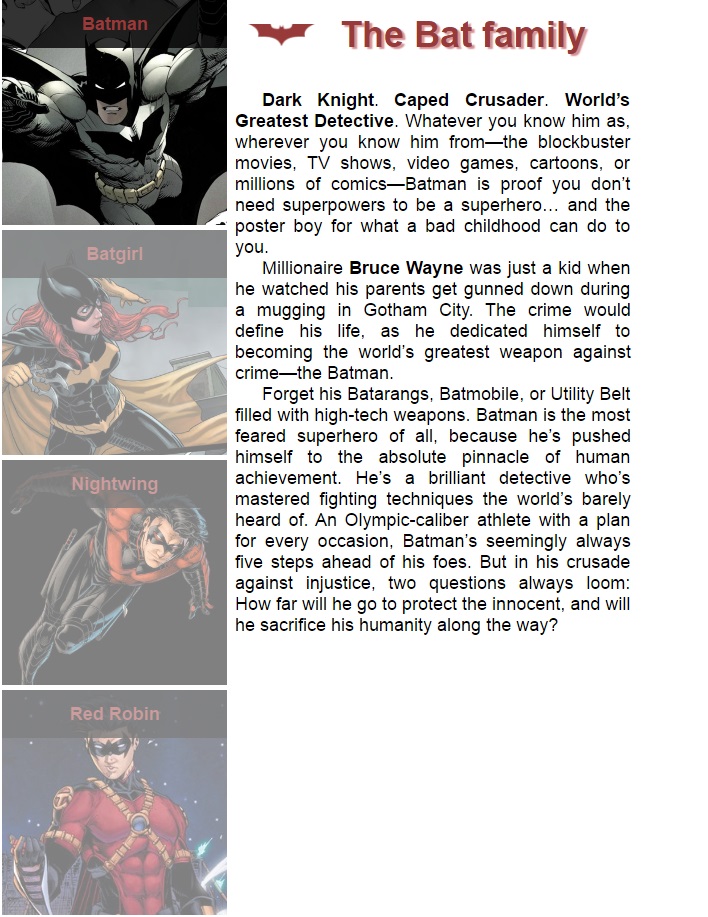 Batman
Batgirl
Nightwing
Red Robin
The Bat family
Dark Knight. Caped Crusader. World’s
Greatest Detective. Whatever you know him as,
wherever you know him from—the blockbuster
movies, TV shows, video games, cartoons, or
millions of comics—Batman is proof you don’t
need superpowers to be a superhero… and the
poster boy for what a bad childhood can do to
you.
Millionaire Bruce Wayne was just a kid when
he watched his parents get gunned down during
a mugging in Gotham City. The crime would
define his life, as he dedicated himself to
becoming the world’s greatest weapon against
crime—the Batman.
Forget his Batarangs, Batmobile, or Utility Belt
filled with high-tech weapons. Batman is the most
feared superhero of all, because he’s pushed
himself to the absolute pinnacle of human
achievement. He’s a brilliant detective who’s
mastered fighting techniques the world’s barely
heard of. An Olympic-caliber athlete with a plan
for every occasion, Batman’s seemingly always
five steps ahead of his foes. But in his crusade
against injustice, two questions always loom:
How far will he go to protect the innocent, and will
he sacrifice his humanity along the way?